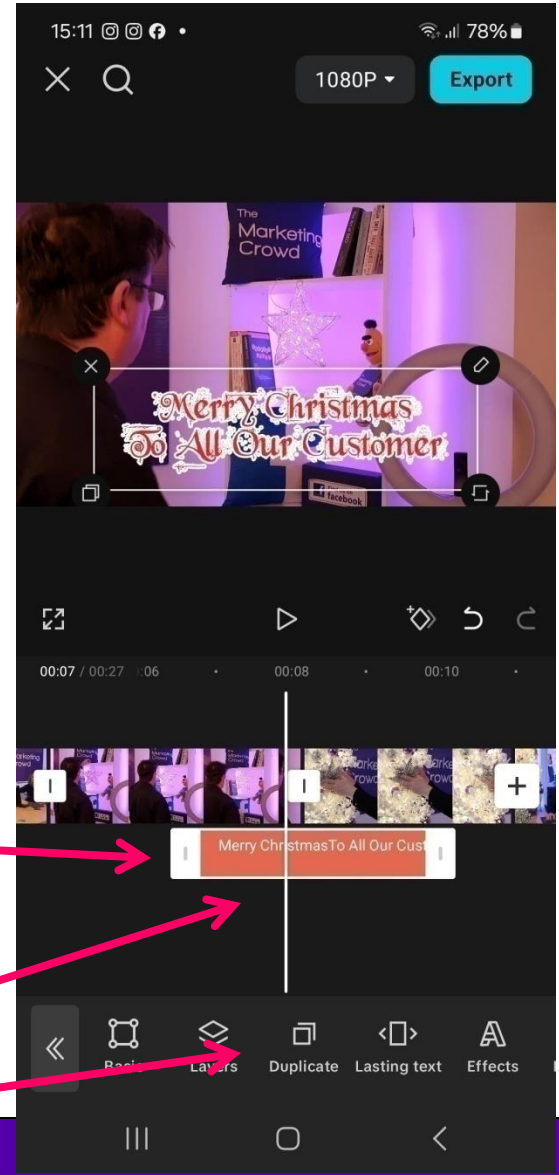 15:11
78%
1080P
Export
The
Marketing
Crowd
Merry Christmas
To All Our Customer
facebook
00:07 / 00:27 :06 00:08 00:10
Merry ChristmasTo All Our Cust
Basic Layers Duplicate Lasting text Effects